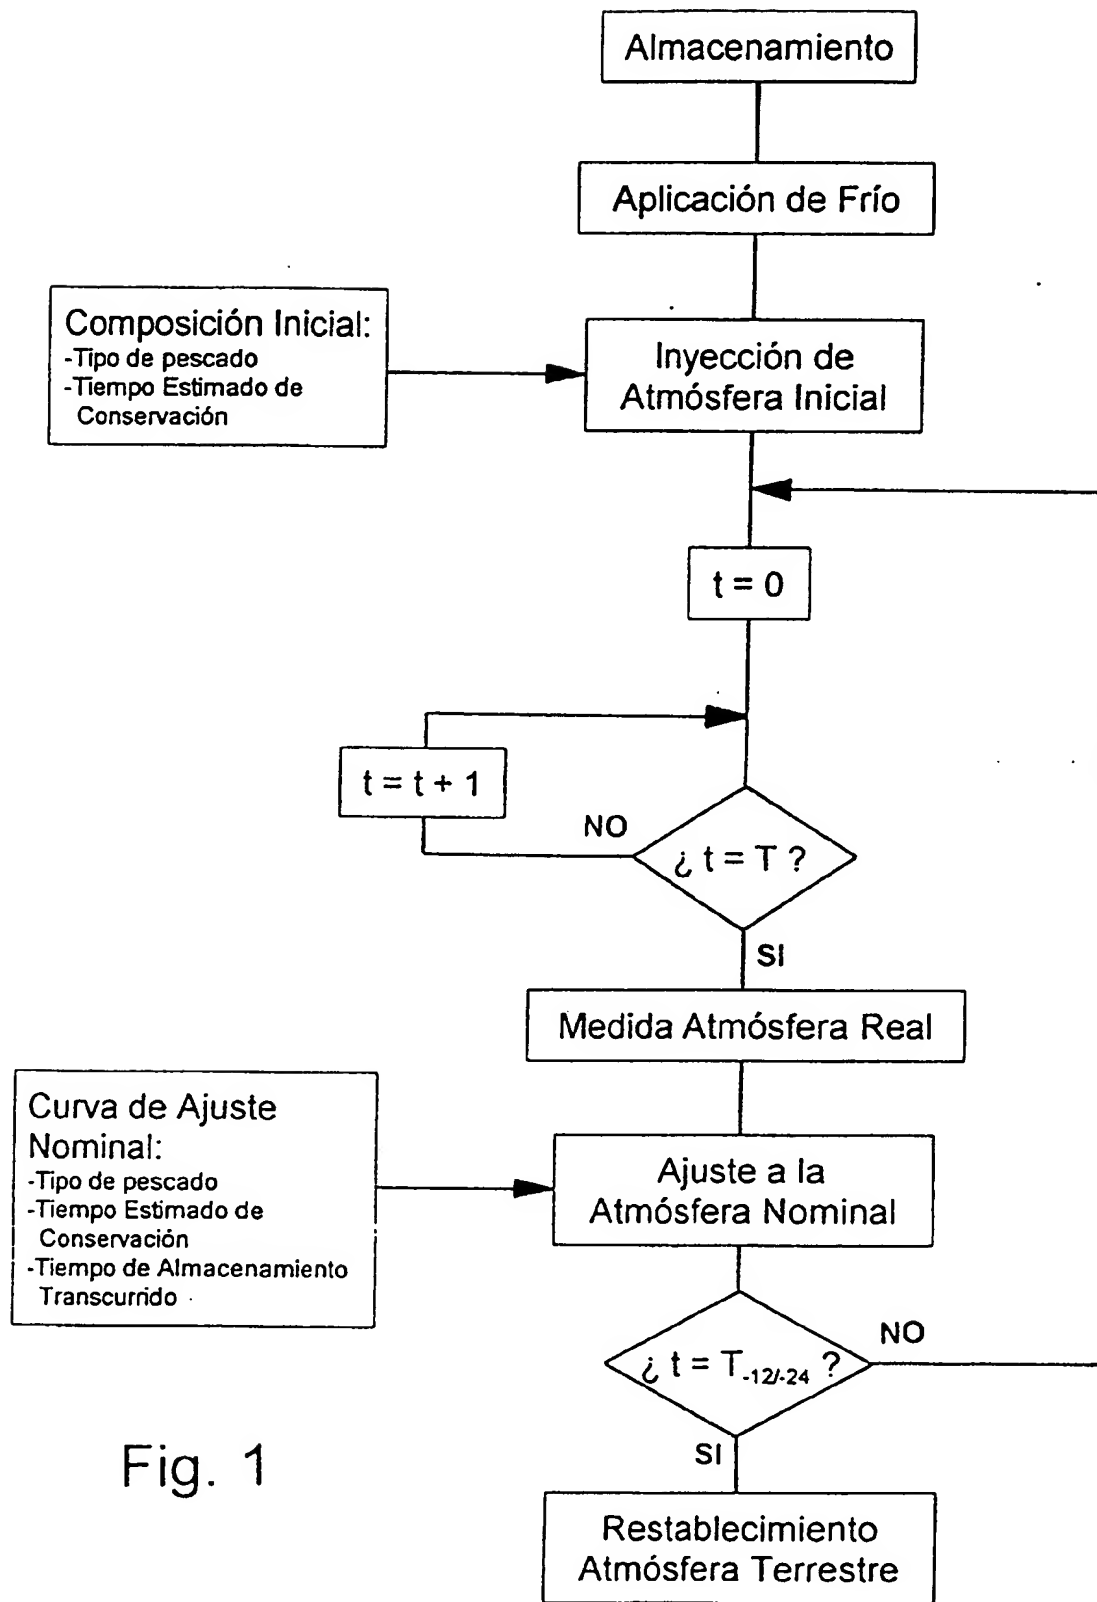 Almacenamiento
Aplicación de Frío
Composición Inicial:
-Tipo de pescado
-Tiempo Estimado de
Conservación
Inyección de
Atmósfera Inicial
t = 0
t = t + 1
NO
¿ t = T ?
SI
Medida Atmósfera Real
Curva de Ajuste
Nominal:
-Tipo de pescado
-Tiempo Estimado de
Conservación
-Tiempo de Almacenamiento
Transcurrido
Ajuste a la
Atmósfera Nominal
¿ t = T-12/-24 ?
NO
SI
Fig. 1
Restablecimiento
Atmósfera Terrestre